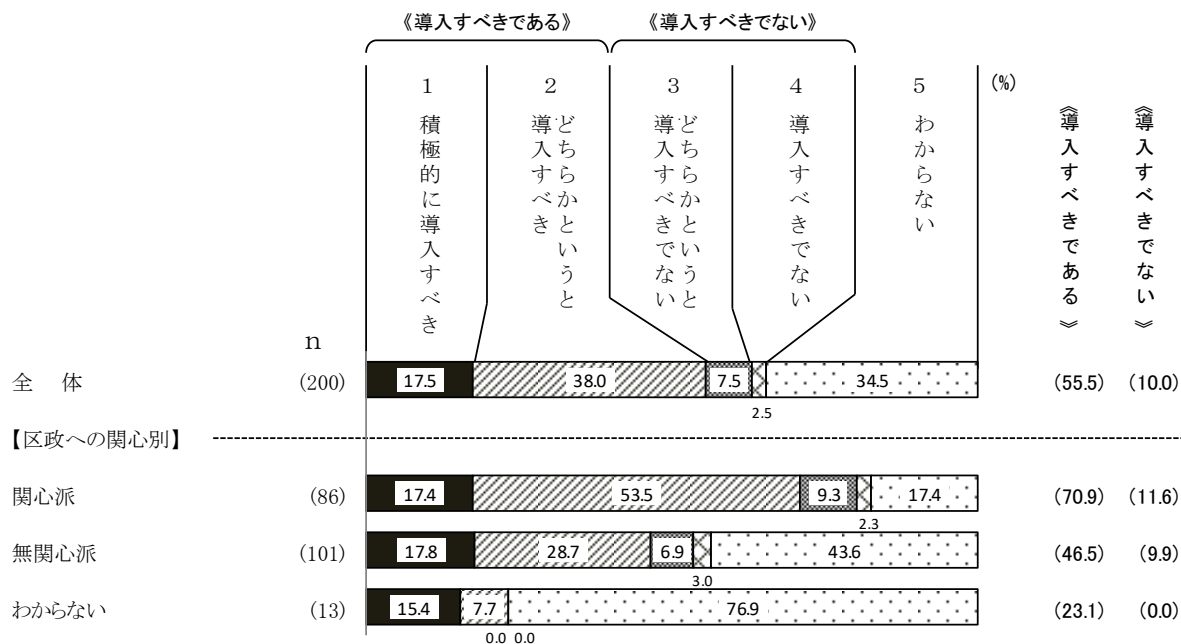 《導入すべきである》 《導入すべきでない》
1 積極的に導入すべき
2 どちらかというと
導入すべき
3 どちらかというと
導入すべきでない
4 導入すべきでない
5 わからない
(%)
《導入すべきである》
《導入すべきでない》
n
全 体 (200) 17.5 38.0 7.5 34.5 (55.5) (10.0)
2.5
【区政への関心別】
関心派 (86) 17.4 53.5 9.3 17.4 (70.9) (11.6)
2.3
無関心派 (101) 17.8 28.7 6.9 43.6 (46.5) (9.9)
3.0
わからない (13) 15.4 7.7 76.9 (23.1) (0.0)
0.0 0.0